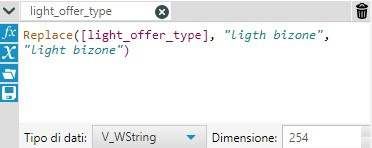 light_offer_type
Replace([light_offer_type], "ligth bizone",
"light bizone")
Tipo di dati: V_WString Dimensione: 254